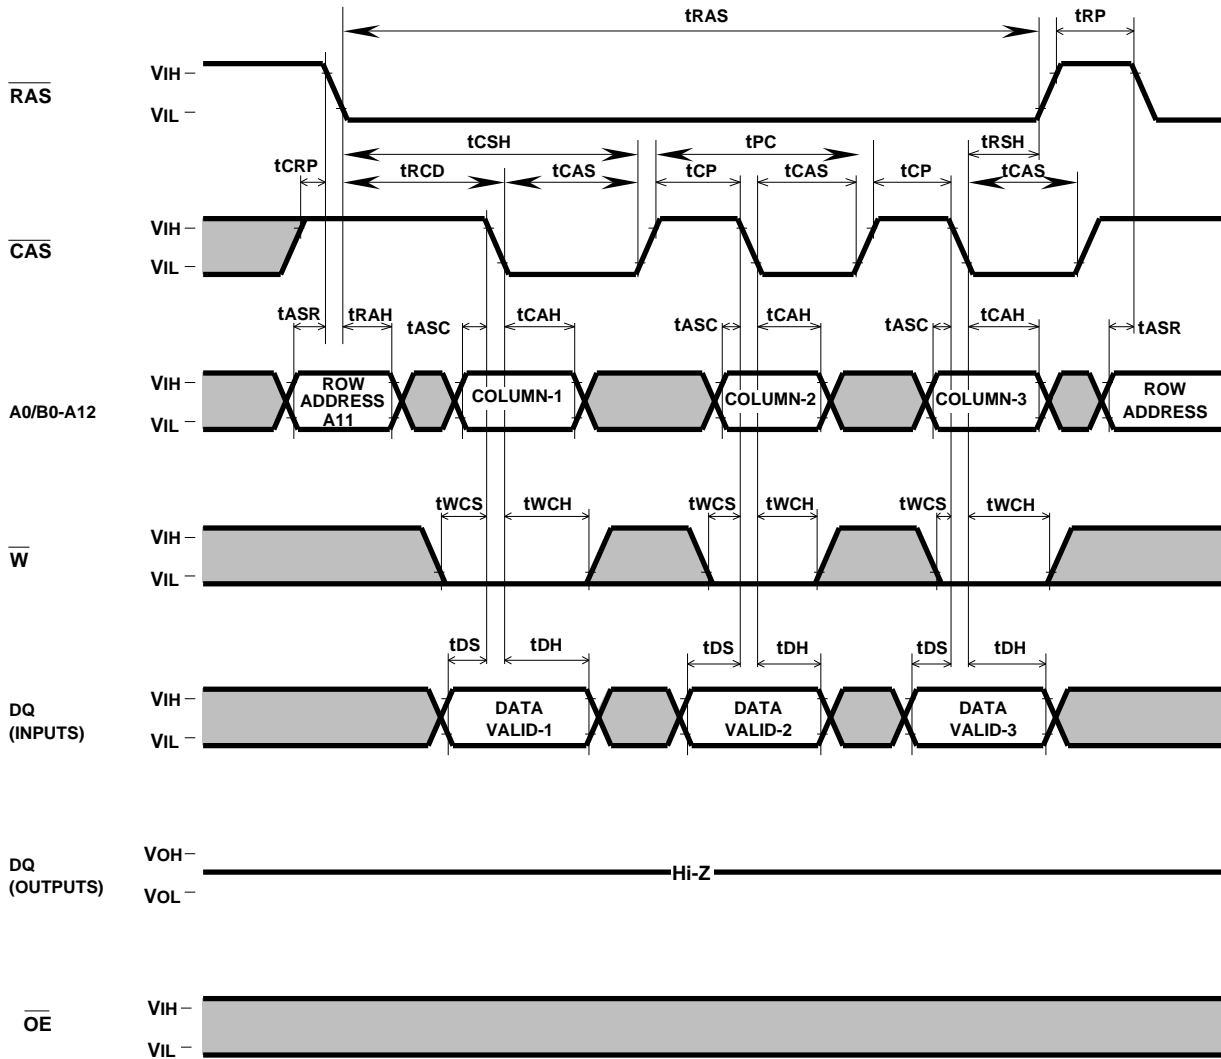 tRAS
tRP
RAS
VIH
VIL
tCSH
tPC
tRSH
tCRP
tRCD
tCAS
tCP
tCAS
tCP
tCAS
CAS
VIH
VIL
tASR
tRAH
tASC
tCAH
tASC
tCAH
tASC
tCAH
tASR
A0/B0-A12
VIH
VIL
ROW
ADDRESS
A11
COLUMN-1
COLUMN-2
COLUMN-3
ROW
ADDRESS
tWCS
tWCH
tWCS
tWCH
tWCS
tWCH
W
VIH
VIL
tDS
tDH
tDS
tDH
tDS
tDH
DQ
(INPUTS)
VIH
VIL
DATA
VALID-1
DATA
VALID-2
DATA
VALID-3
DQ
(OUTPUTS)
VOH
VOL
Hi-Z
OE
VIH
VIL